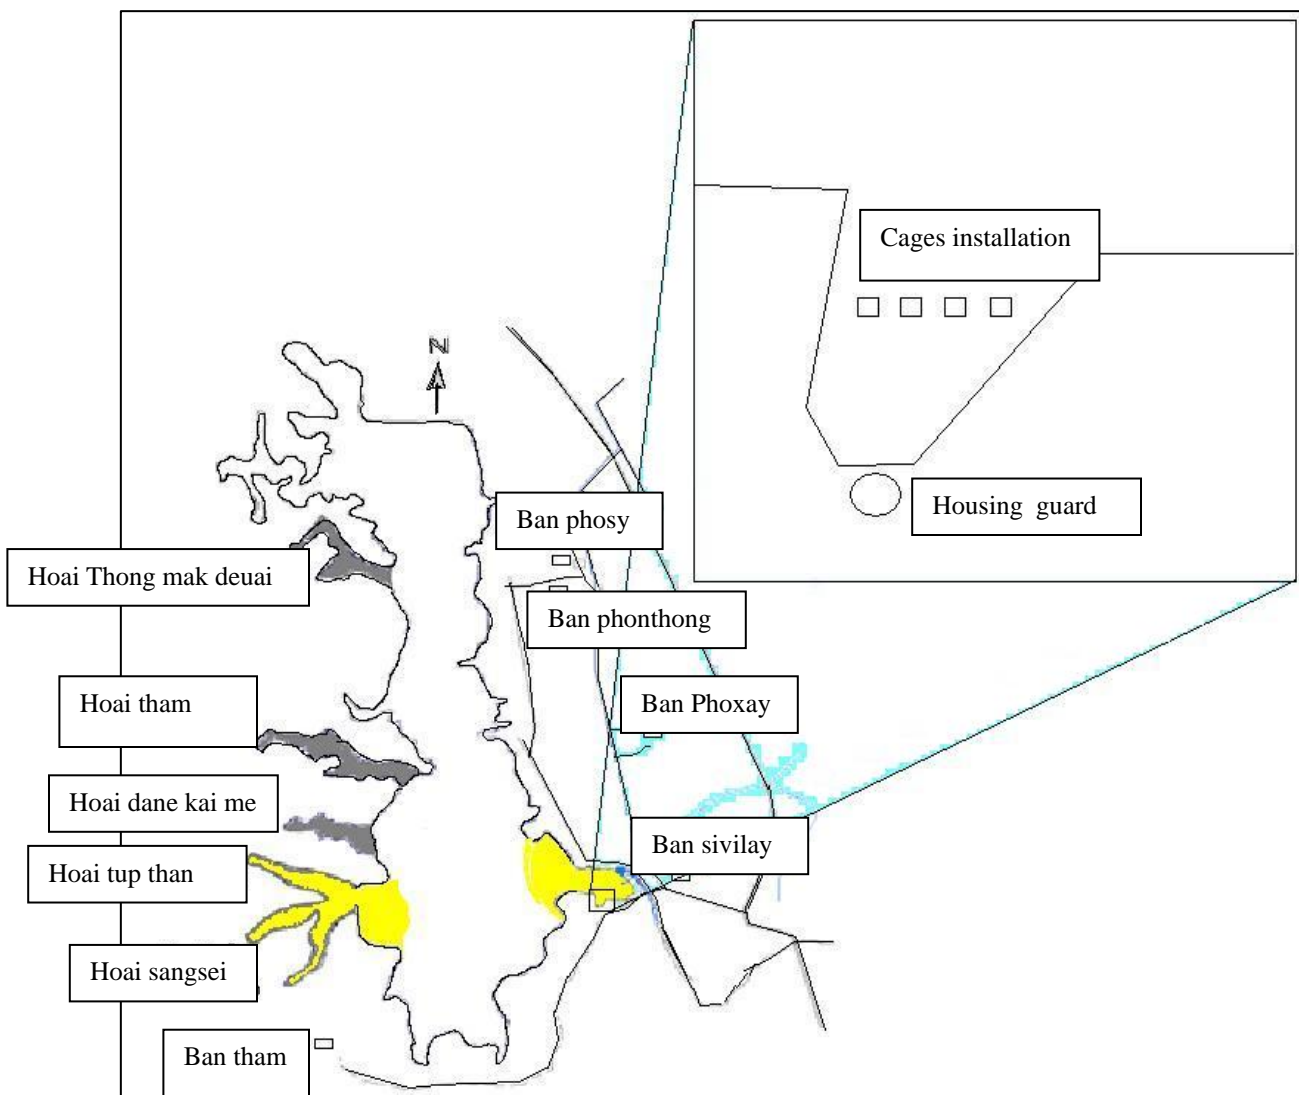 Cages installation
Housing guard
N
Ban phosy
Hoai Thong mak deuai
Ban phonthong
Hoai tham
Ban Phoxay
Hoai dane kai me
Ban sivilay
Hoai tup than
Hoai sangsei
Ban tham